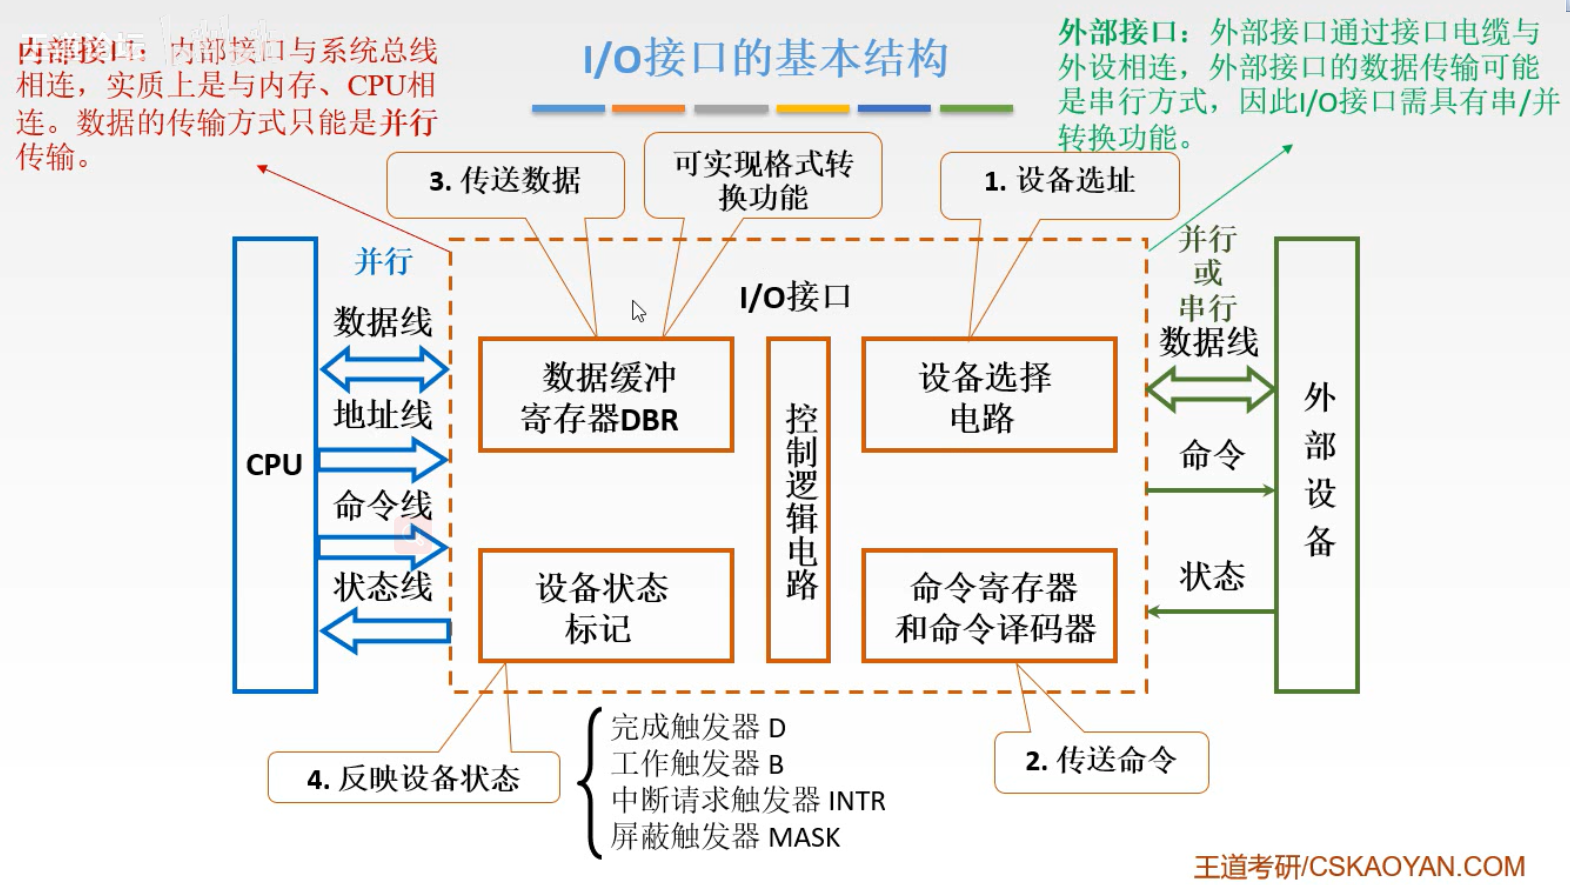 I/O接口的基本结构
内部接口：内部接口与系统总线
相连，实质上是与内存、CPU相
连。数据的传输方式只能是并行
传输。
外部接口：外部接口通过接口电缆与
外设相连，外部接口的数据传输可能
是串行方式，因此I/O接口需具有串/并
转换功能。
3. 传送数据
可实现格式转
换功能
1. 设备选址
并行
数据线
地址线
命令线
状态线
CPU
I/O接口
数据缓冲
寄存器DBR
控制逻辑电路
设备选择
电路
设备状态
标记
命令寄存器
和命令译码器
并行
或
串行
数据线
命令
状态
外部设备
4. 反映设备状态
完成触发器 D
工作触发器 B
中断请求触发器 INTR
屏蔽触发器 MASK
2. 传送命令
王道考研/CSKAOYAN.COM